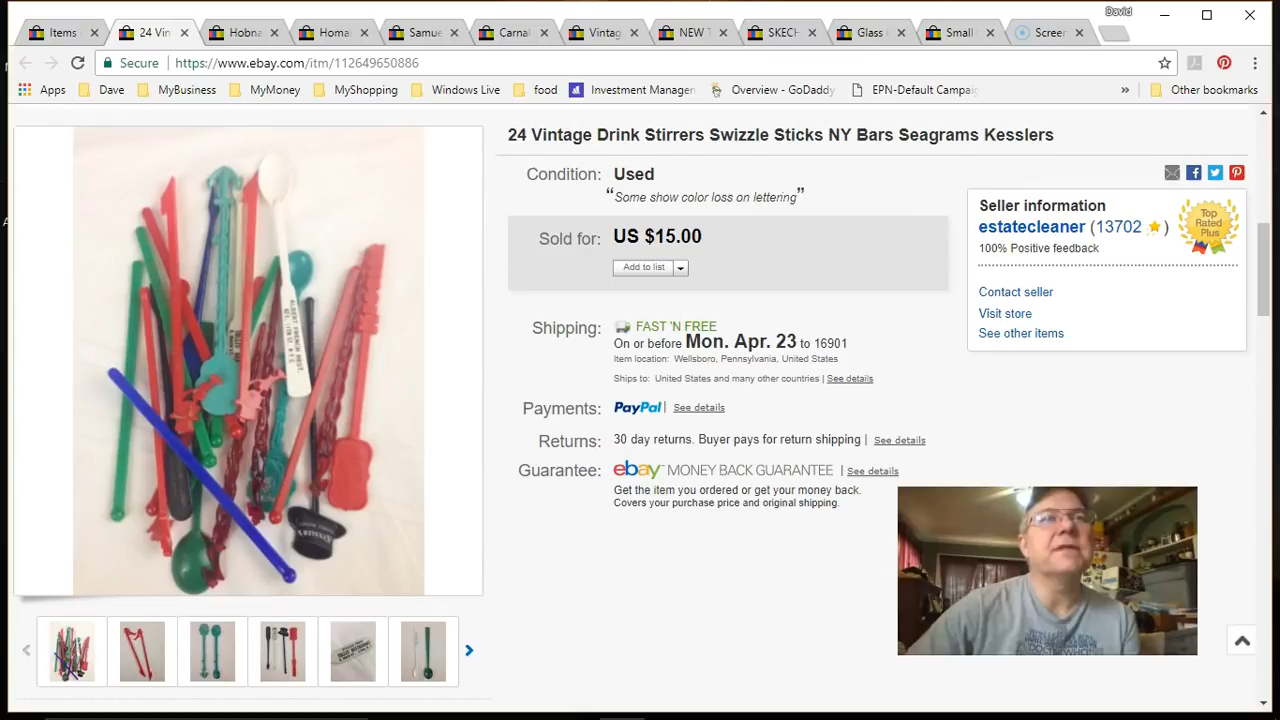 David
Items
24 Vin
Hobna
Homa
Samue
Carnal
Vintag
NEW T
SKECH
Glass
Small
Screer
Secure
https://www.ebay.com/itm/112649650886
Apps
Dave
MyBusiness
MyMoney
MyShopping
Windows Live
food
Investment Manager
Overview - GoDaddy
EPN-Default Campaig
»
Other bookmarks
24 Vintage Drink Stirrers Swizzle Sticks NY Bars Seagrams Kesslers
Condition: Used
“Some show color loss on lettering”
Sold for: US $15.00
Add to list
Shipping: FAST 'N FREE
On or before Mon. Apr. 23 to 16901
Item location: Wellsboro, Pennsylvania, United States
Ships to: United States and many other countries | See details
Payments: PayPal | See details
Returns: 30 day returns. Buyer pays for return shipping | See details
Guarantee: ebay MONEY BACK GUARANTEE | See details
Get the item you ordered or get your money back.
Covers your purchase price and original shipping.
Seller information
estatecleaner (13702 )
100% Positive feedback
Top
Rated
Plus
Contact seller
Visit store
See other items
ALBERT FRENCH REST.